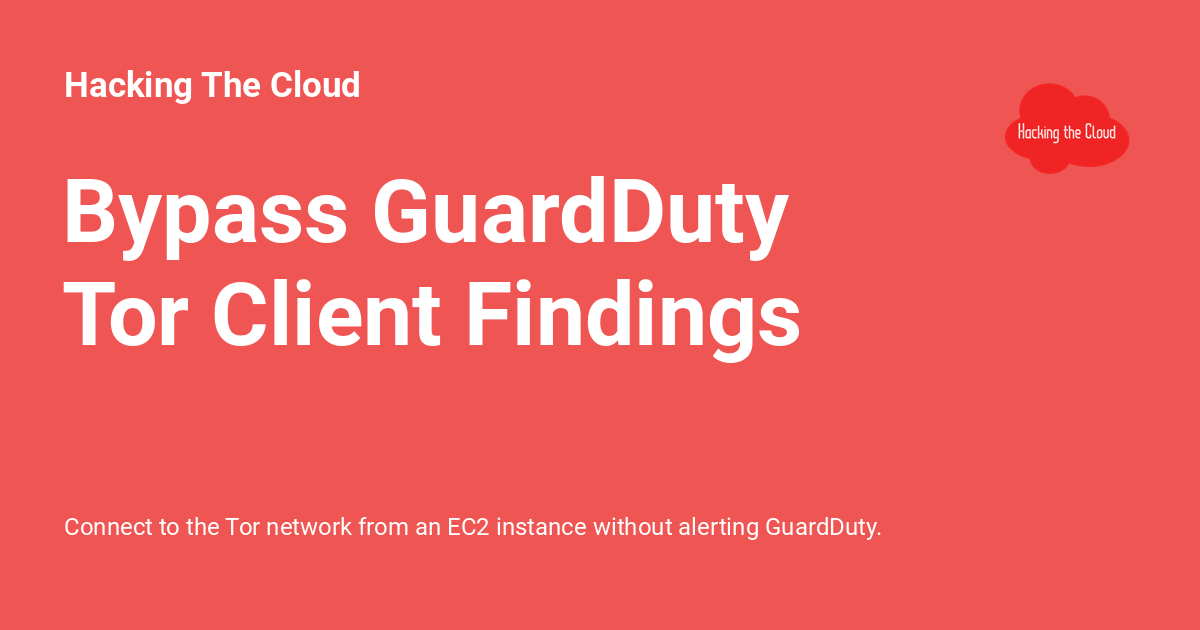 Hacking The Cloud
Hacking the Cloud
Bypass GuardDuty
Tor Client Findings
Connect to the Tor network from an EC2 instance without alerting GuardDuty.